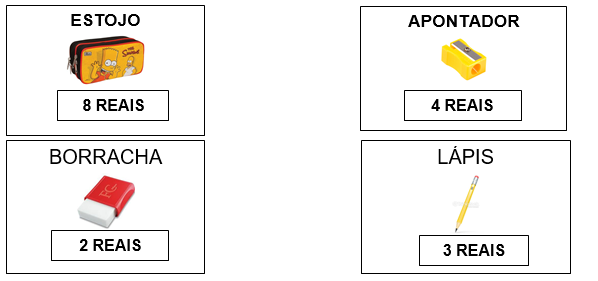 ESTOJO
8 REAIS
APONTADOR
4 REAIS
BORRACHA
2 REAIS
LÁPIS
3 REAIS